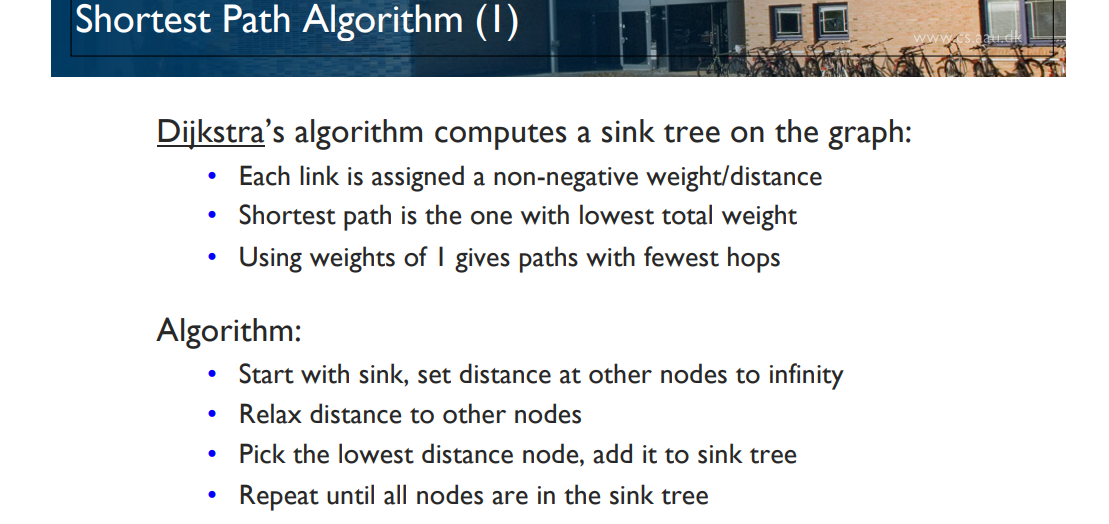 Shortest Path Algorithm (1)
www.cs.aau.dk
Dijkstra's algorithm computes a sink tree on the graph:
• Each link is assigned a non-negative weight/distance
• Shortest path is the one with lowest total weight
• Using weights of 1 gives paths with fewest hops
Algorithm:
• Start with sink, set distance at other nodes to infinity
• Relax distance to other nodes
• Pick the lowest distance node, add it to sink tree
• Repeat until all nodes are in the sink tree